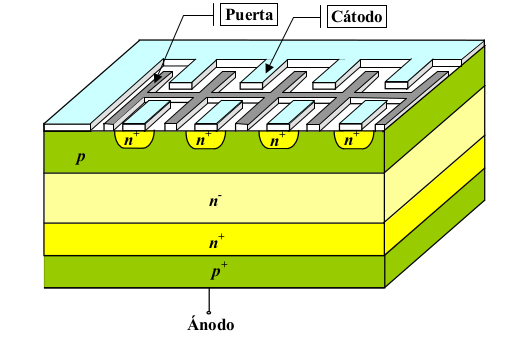 Puerta
Cátodo
n+ n+ n+ n+
p
n-
n+
p+
Ánodo